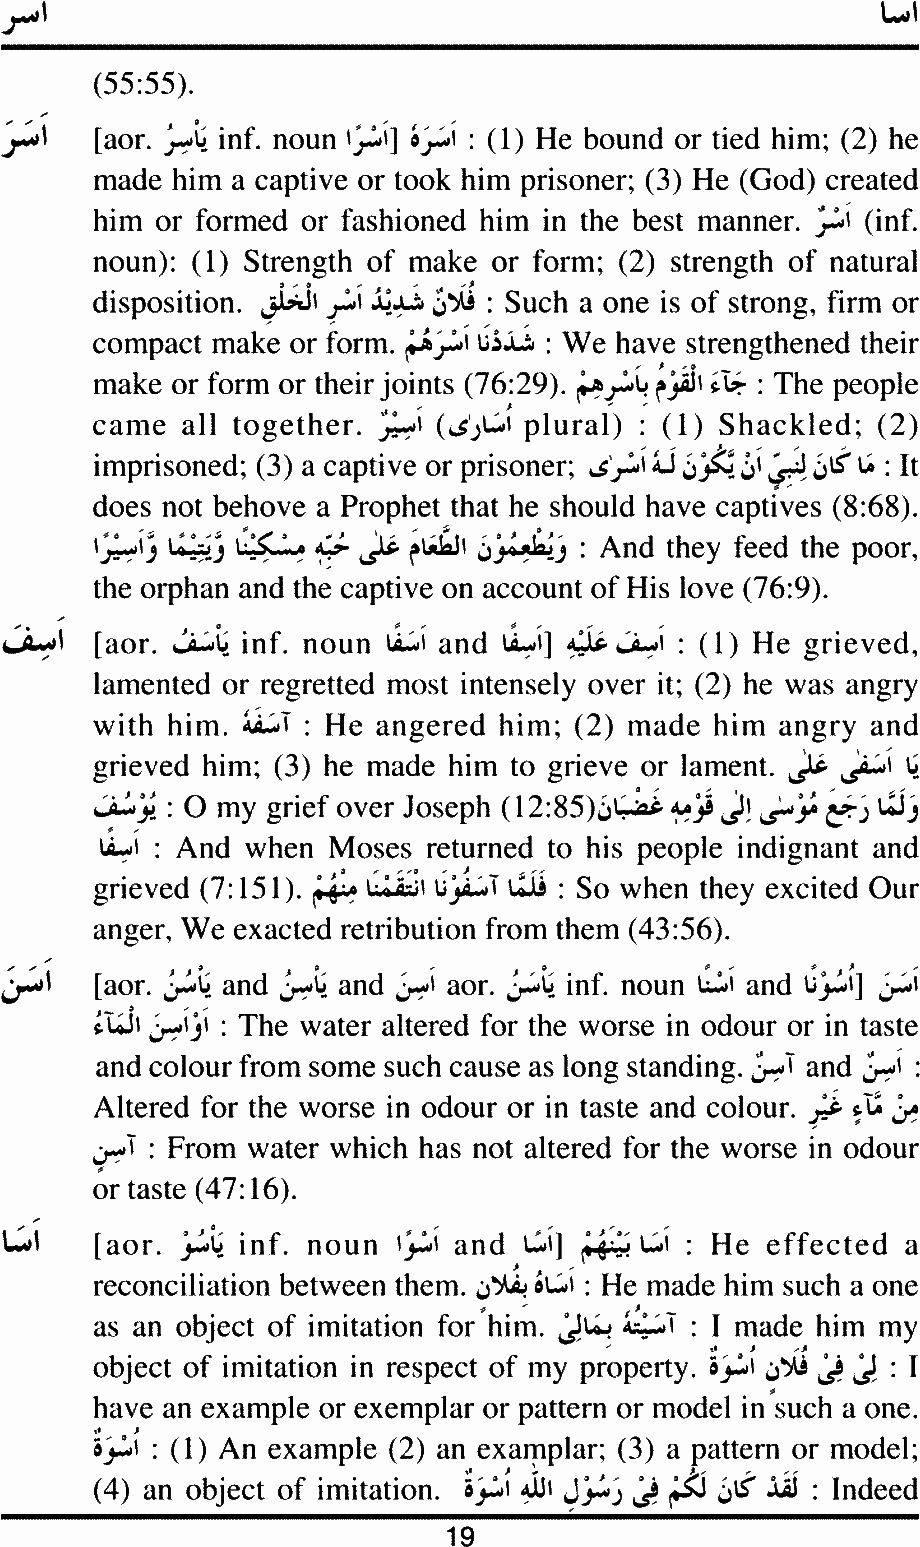 اسر اسا
(55:55).
اَسَرَ [aor. يَأْسِرُ inf. noun اَسْرًا] اَسَرَهٗ : (1) He bound or tied him; (2) he
made him a captive or took him prisoner; (3) He (God) created
him or formed or fashioned him in the best manner. اَسْرٌ (inf.
noun): (1) Strength of make or form; (2) strength of natural
disposition. فُلَانٌ شَدِيْدُ اَسْرِ الْخَلْقِ : Such a one is of strong, firm or
compact make or form. شَدَدْنَا اَسْرَهُمْ : We have strengthened their
make or form or their joints (76:29). جَآءَ الْقَوْمُ بِأَسْرِهِمْ : The people
came all together. اَسِيْرٌ (اُسَارٰى plural) : (1) Shackled; (2)
imprisoned; (3) a captive or prisoner; مَا كَانَ لِنَبِيٍّ اَنْ يَّكُوْنَ لَهٗ اَسْرٰى : It
does not behove a Prophet that he should have captives (8:68).
وَيُطْعِمُوْنَ الطَّعَامَ عَلٰى حُبِّهٖ مِسْكِيْنًا وَّيَتِيْمًا وَّاَسِيْرًا : And they feed the poor,
the orphan and the captive on account of His love (76:9).
اَسِفَ [aor. يَأْسَفُ inf. noun اَسَفًا and اَسِفًا] اَسِفَ عَلَيْهِ : (1) He grieved,
lamented or regretted most intensely over it; (2) he was angry
with him. آسَفَهٗ : He angered him; (2) made him angry and
grieved him; (3) he made him to grieve or lament. يَا اَسَفٰى عَلٰى
يُوْسُفَ : O my grief over Joseph (12:85) وَلَمَّا رَجَعَ مُوْسٰى اِلٰى قَوْمِهٖ غَضْبَانَ
اَسِفًا : And when Moses returned to his people indignant and
grieved (7:151). فَلَمَّا آسَفُوْنَا انْتَقَمْنَا مِنْهُمْ : So when they excited Our
anger, We exacted retribution from them (43:56).
اَسَنَ [aor. يَأْسُنُ and يَأْسِنُ and اَسِنَ aor. يَأْسَنُ inf. noun اَسْنًا and اُسُوْنًا] اَسَنَ
اَوْاَسِنَ الْمَآءُ : The water altered for the worse in odour or in taste
and colour from some such cause as long standing. آسِنٌ and اَسِنٌ :
Altered for the worse in odour or in taste and colour. مِنْ مَّآءٍ غَيْرِ
آسِنٍ : From water which has not altered for the worse in odour
or taste (47:16).
اَسَا [aor. يَأْسُوْ inf. noun اَسْوًا and اَسًا] اَسَا بَيْنَهُمْ : He effected a
reconciliation between them. اَسَاهُ بِفُلَانٍ : He made him such a one
as an object of imitation for him. آسَيْتُهٗ بِمَالِيْ : I made him my
object of imitation in respect of my property. لِيْ فِيْ فُلَانٍ اُسْوَةٌ : I
have an example or exemplar or pattern or model in such a one.
اُسْوَةٌ : (1) An example (2) an examplar; (3) a pattern or model;
(4) an object of imitation. لَقَدْ كَانَ لَكُمْ فِيْ رَسُوْلِ اللّٰهِ اُسْوَةٌ : Indeed
19